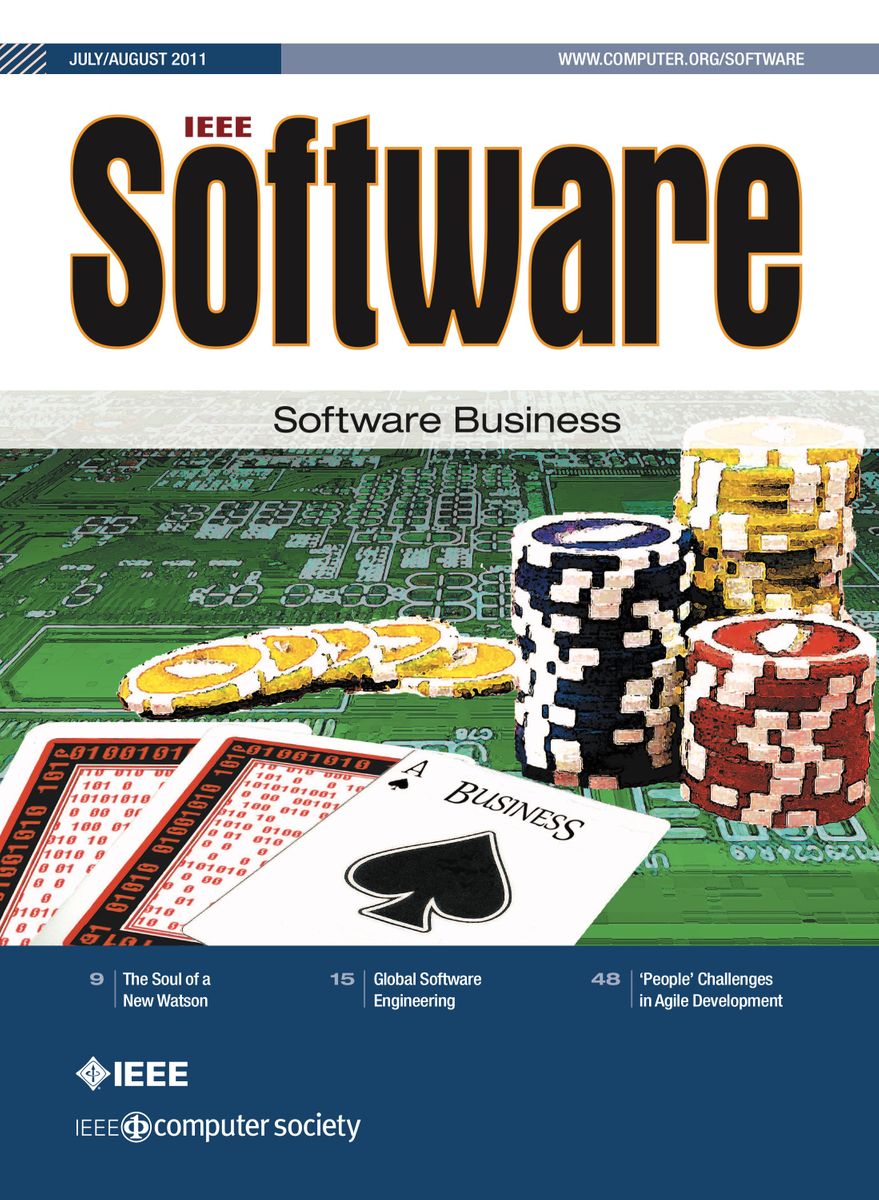 JULY/AUGUST 2011
WWW.COMPUTER.ORG/SOFTWARE
IEEE
Software
Software Business
A
BUSINESS
9 The Soul of a
New Watson
15 Global Software
Engineering
48 ‘People’ Challenges
in Agile Development
IEEE
IEEE computer society